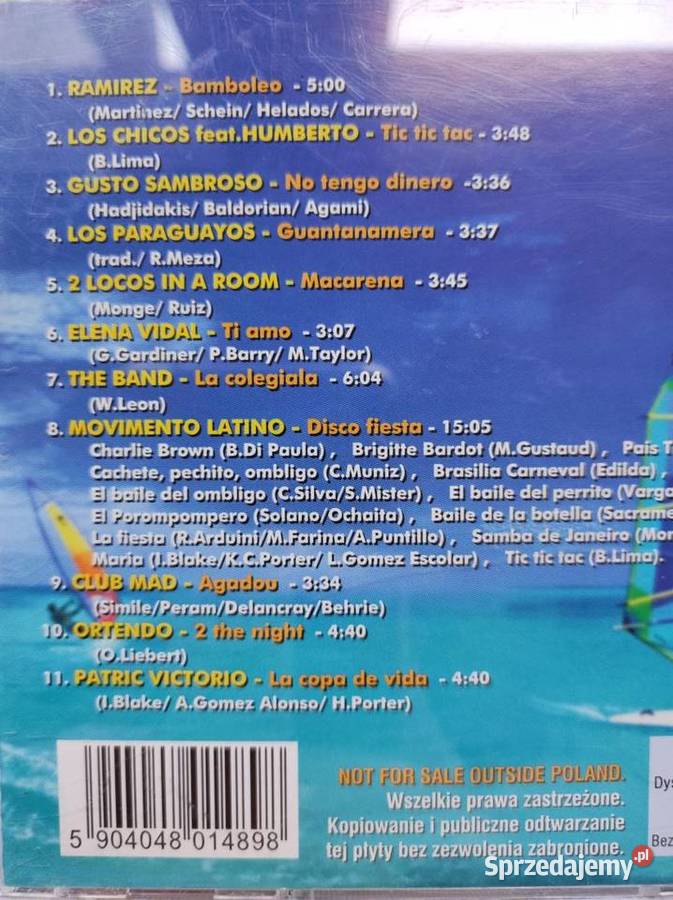 1. RAMIREZ - Bamboleo - 5:00
(Martinez/ Schein/ Helados/ Carrera)
2. LOS CHICOS feat.HUMBERTO - Tic tic tac - 3:48
(B.Lima)
3. GUSTO SAMBROSO - No tengo dinero -3:36
(Hadjidakis/ Baldorian/ Agami)
4. LOS PARAGUAYOS - Guantanamera - 3:37
(trad./ R.Meza)
5. 2 LOCOS IN A ROOM - Macarena - 3:45
(Monge/ Ruiz)
6. ELENA VIDAL - Ti amo - 3:07
(G.Gardiner/ P.Barry/ M.Taylor)
7. THE BAND - La colegiala - 6:04
(W.Leon)
8. MOVIMENTO LATINO - Disco fiesta - 15:05
Charlie Brown (B.Di Paula) , Brigitte Bardot (M.Gustaud) , Pais T
Cachete, pechito, ombligo (C.Muniz) , Brasilia Carneval (Edilda) ,
El baile del ombligo (C.Silva/S.Mister) , El baile del perrito (Varga
El Porompompero (Solano/Ochaita) , Baile de la botella (Sacrame
La fiesta (R.Arduini/M.Farina/A.Puntillo) , Samba de Janeiro (Mor
Maria (I.Blake/K.C.Porter/ L.Gomez Escolar) , Tic tic tac (B.Lima).
9. CLUB MAD - Agadou - 3:34
(Simile/Peram/Delancray/Behrie)
10. ORTENDO - 2 the night - 4:40
(O.Liebert)
11. PATRIC VICTORIO - La copa de vida - 4:40
(I.Blake/ A.Gomez Alonso/ H.Porter)
5 904048 014898
NOT FOR SALE OUTSIDE POLAND.
Wszelkie prawa zastrzeżone.
Kopiowanie i publiczne odtwarzanie
tej płyty bez zezwolenia zabronione.
Dys
Bez
Sprzedajemy.pl